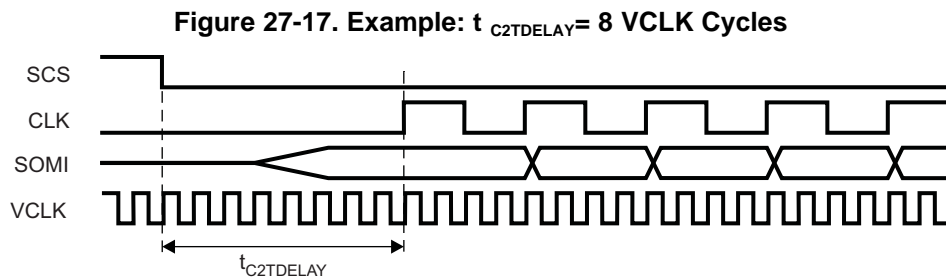 Figure 27-17. Example: t C2TDELAY= 8 VCLK Cycles
SCS
CLK
SOMI
VCLK
tC2TDELAY